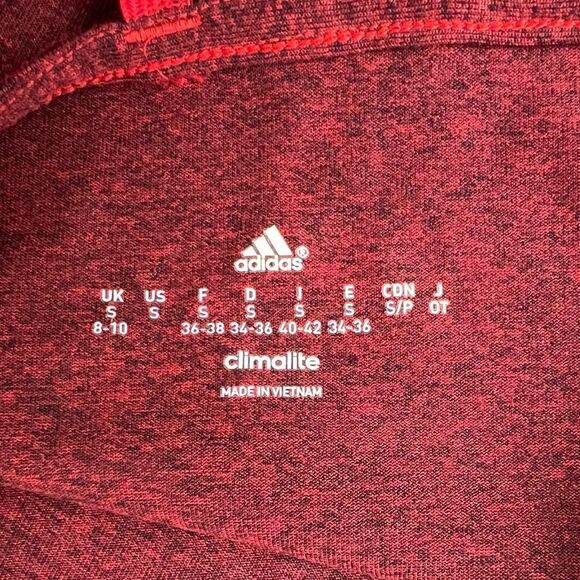 adidas®
UK US F D I E CDN J
S S S S S S S/P OT
8-10 36-38 34-36 40-42 34-36
climalite
MADE IN VIETNAM